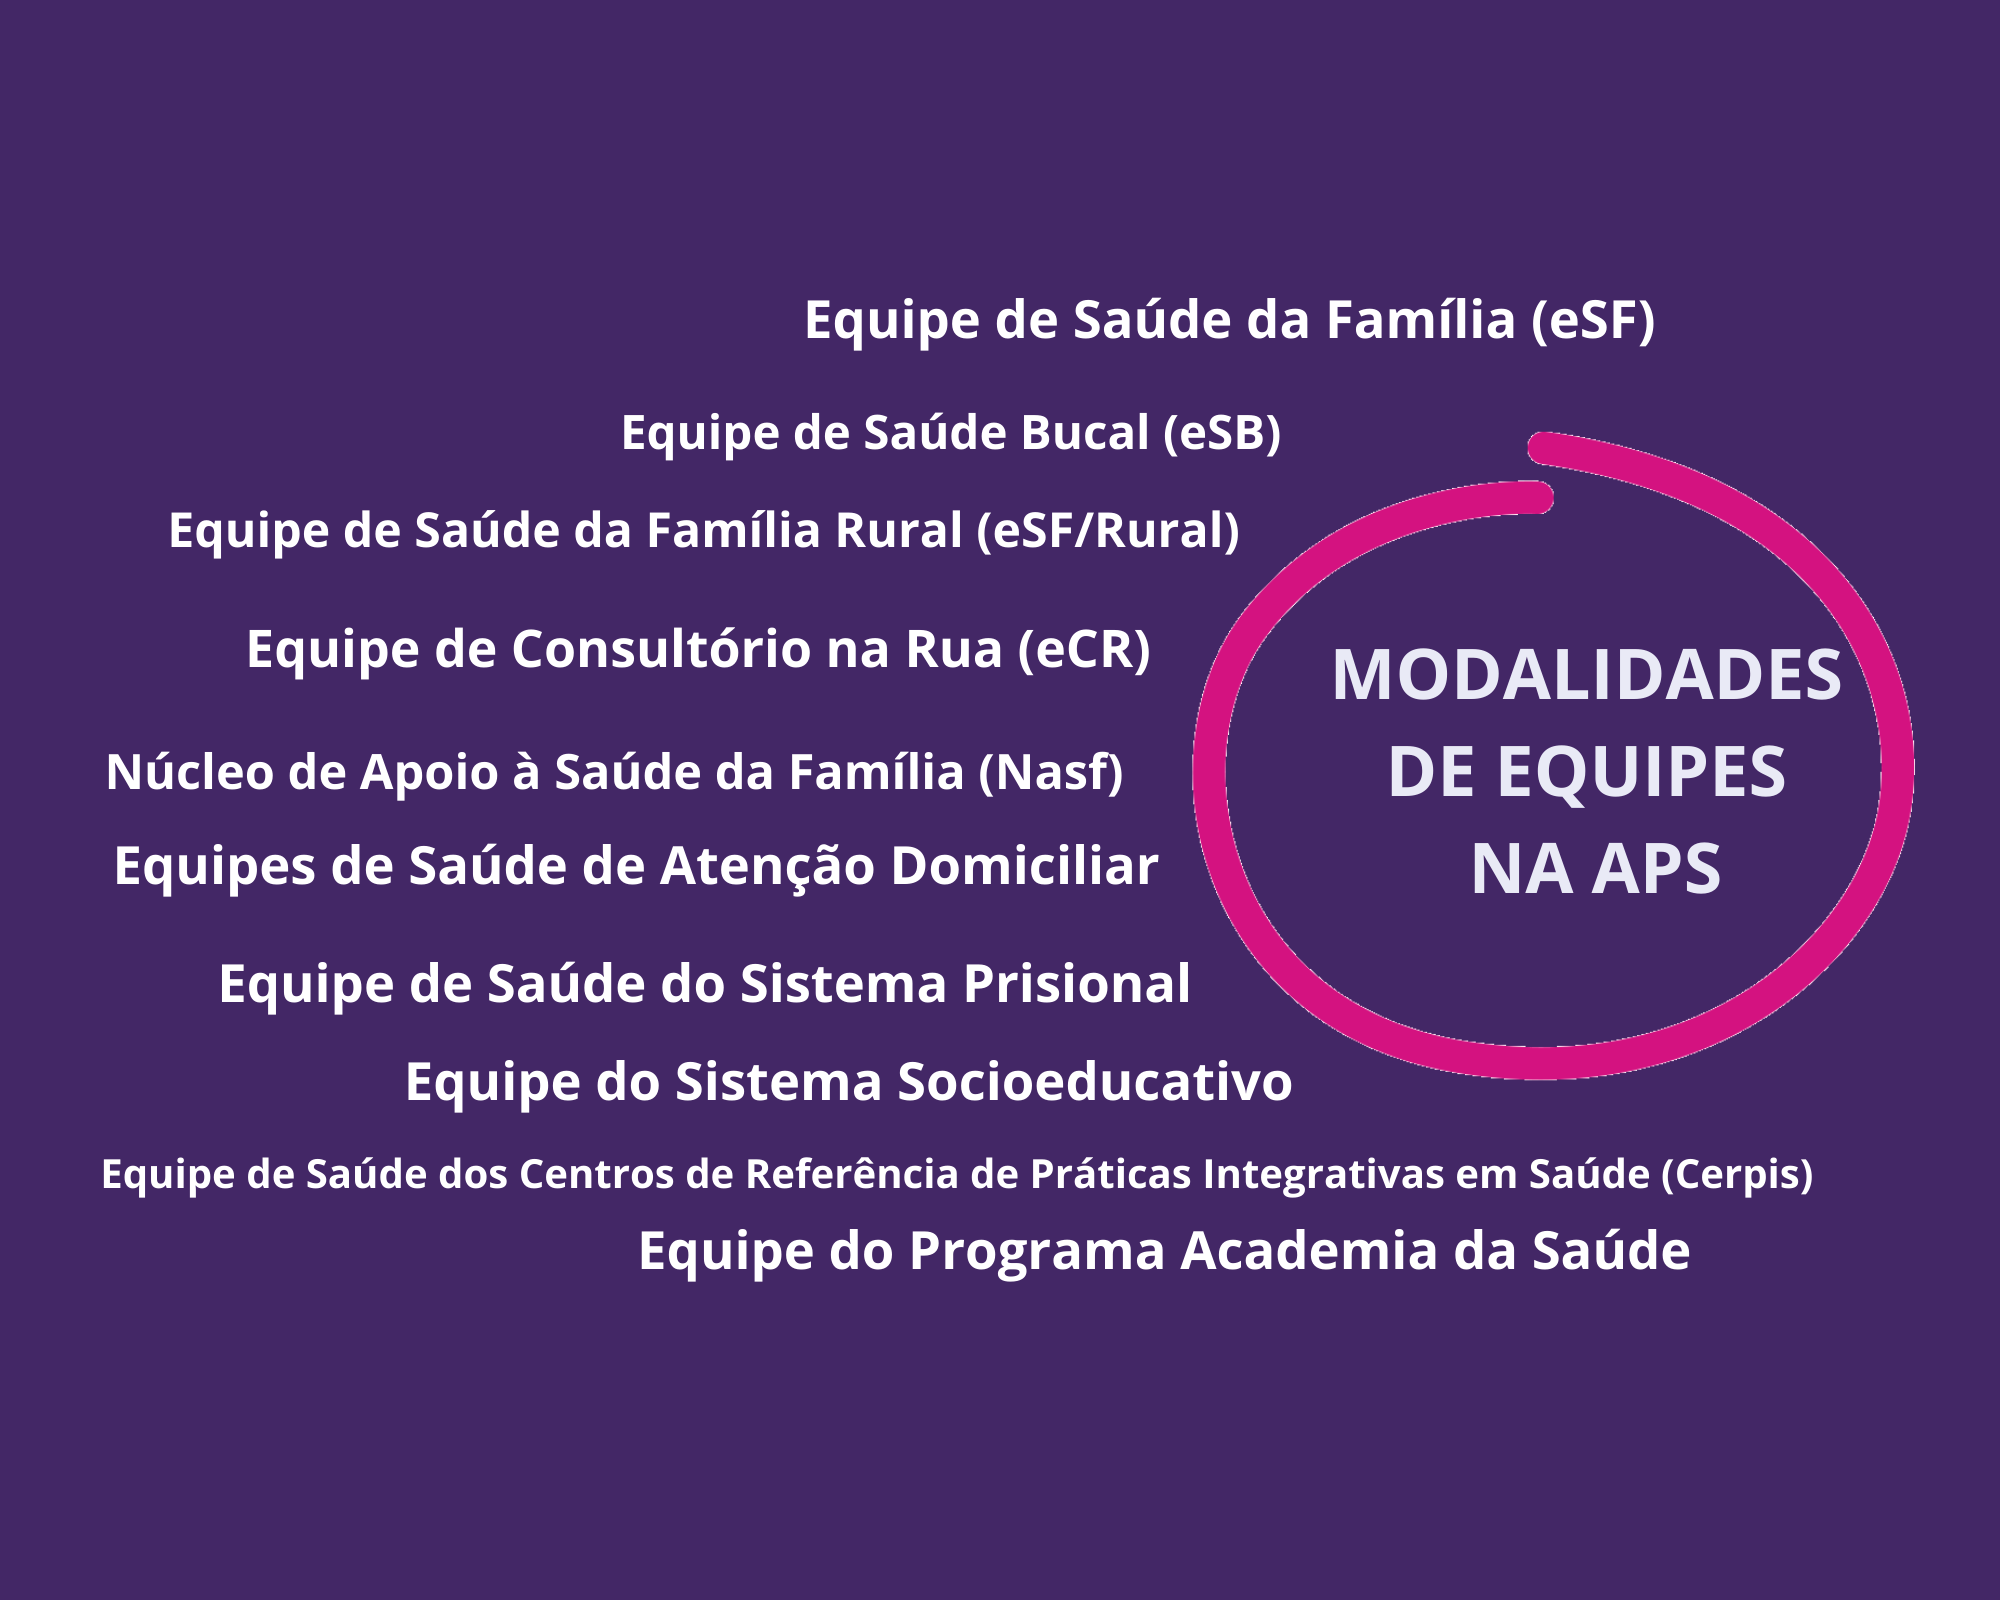 Equipe de Saúde da Família (eSF)
Equipe de Saúde Bucal (eSB)
Equipe de Saúde da Família Rural (eSF/Rural)
Equipe de Consultório na Rua (eCR)
Núcleo de Apoio à Saúde da Família (Nasf)
Equipes de Saúde de Atenção Domiciliar
Equipe de Saúde do Sistema Prisional
Equipe do Sistema Socioeducativo
Equipe de Saúde dos Centros de Referência de Práticas Integrativas em Saúde (Cerpis)
Equipe do Programa Academia da Saúde
MODALIDADES
DE EQUIPES
NA APS